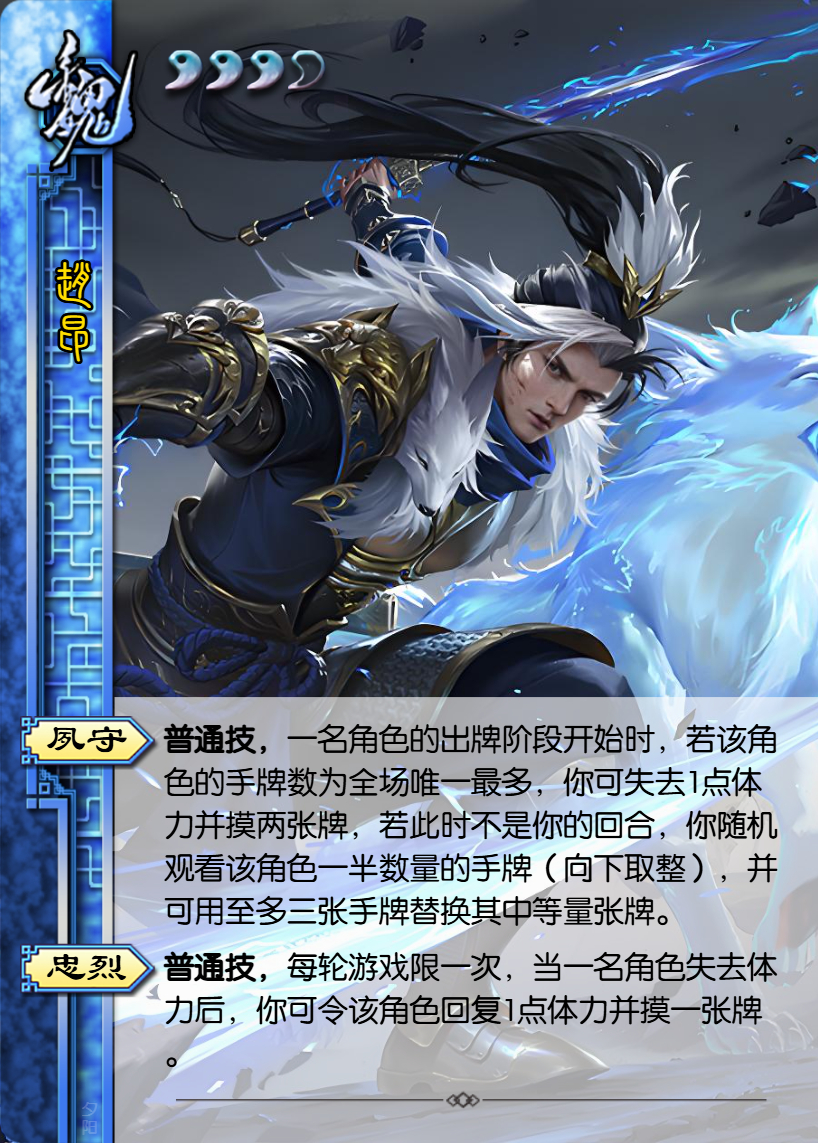 魏
趙昂
夙守
普通技，一名角色的出牌阶段开始时，若该角
色的手牌数为全场唯一最多，你可失去1点体
力并摸两张牌，若此时不是你的回合，你随机
观看该角色一半数量的手牌（向下取整），并
可用至多三张手牌替换其中等量张牌。
忠烈
普通技，每轮游戏限一次，当一名角色失去体
力后，你可令该角色回复1点体力并摸一张牌
。
夕阳